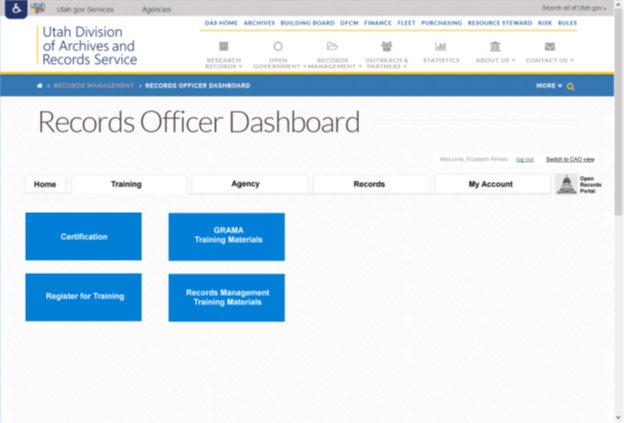 utah
gov
Utah.gov Services
Agencies
Search all of Utah.gov »
Utah Division
of Archives and
Records Service
DAS HOME ARCHIVES BUILDING BOARD DFCM FINANCE FLEET PURCHASING RESOURCE STEWARD RISK RULES
RESEARCH
RECORDS
OPEN
GOVERNMENT
RECORDS
MANAGEMENT
OUTREACH &
PARTNERS
STATISTICS
ABOUT US
CONTACT US
› RECORDS MANAGEMENT › RECORDS OFFICER DASHBOARD
MORE
Records Officer Dashboard
Welcome, Elizabeth Perkes
log out
Switch to CAO view
Home
Training
Agency
Records
My Account
Open
Records
Portal
Certification
GRAMA
Training Materials
Register for Training
Records Management
Training Materials